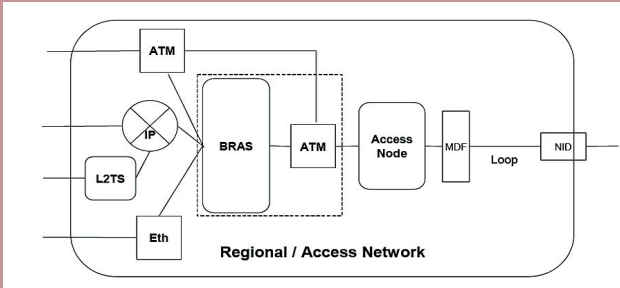 ATM
IP
BRAS
ATM
Access
Node
MDF
Loop
NID
L2TS
Eth
Regional / Access Network